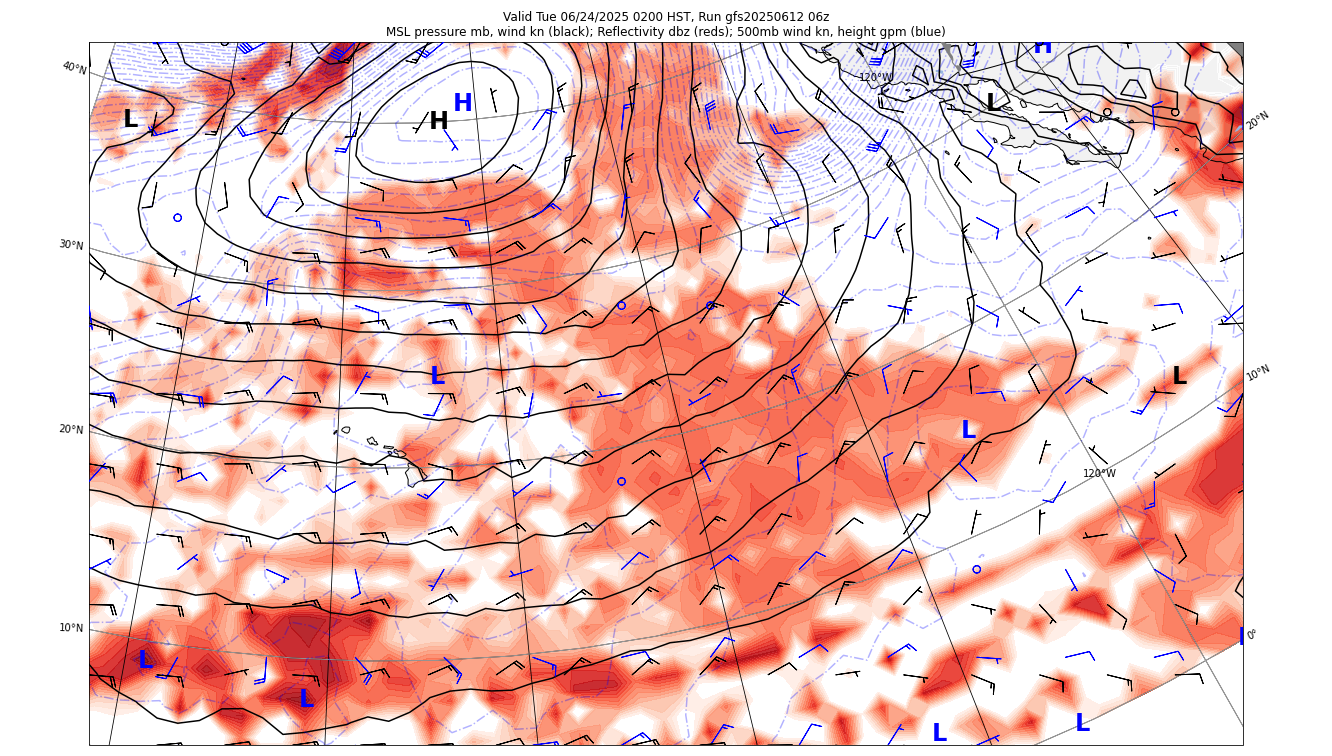 Valid Tue 06/24/2025 0200 HST, Run gfs20250612 06z
MSL pressure mb, wind kn (black); Reflectivity dbz (reds); 500mb wind kn, height gpm (blue)
H
40°N
120°W
H
L
H
L
20°N
30°N
L
L
10°N
20°N
L
120°W
10°N
0°
L
L
L
L